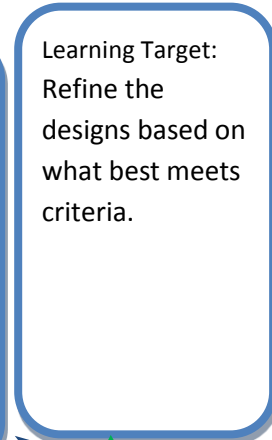 Learning Target:
Refine the
designs based on
what best meets
criteria.